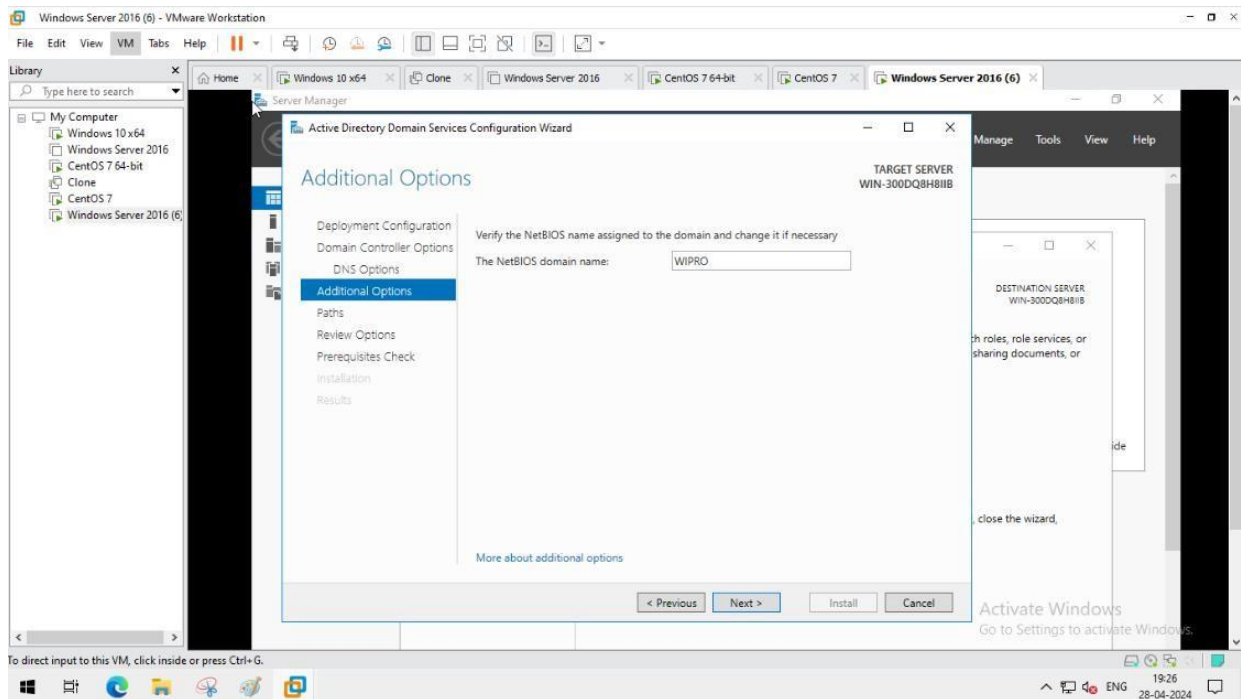 Windows Server 2016 (6) - VMware Workstation
File Edit View VM Tabs Help
Library
Type here to search
My Computer
Windows 10 x64
Windows Server 2016
CentOS 7 64-bit
Clone
CentOS 7
Windows Server 2016 (6)
Home Windows 10 x64 Clone Windows Server 2016 CentOS 7 64-bit CentOS 7 Windows Server 2016 (6)
Server Manager
Manage Tools View Help
Active Directory Domain Services Configuration Wizard
Additional Options
TARGET SERVER
WIN-300DQ8H8IIB
Deployment Configuration
Domain Controller Options
DNS Options
Additional Options
Paths
Review Options
Prerequisites Check
Installation
Results
Verify the NetBIOS name assigned to the domain and change it if necessary
The NetBIOS domain name: WIPRO
More about additional options
< Previous Next > Install Cancel
DESTINATION SERVER
WIN-300DQ8H8IIB
roles, role services, or
sharing documents, or
, close the wizard,
Activate Windows
Go to Settings to activate Windows.
To direct input to this VM, click inside or press Ctrl+G.
ENG
19:26
28-04-2024